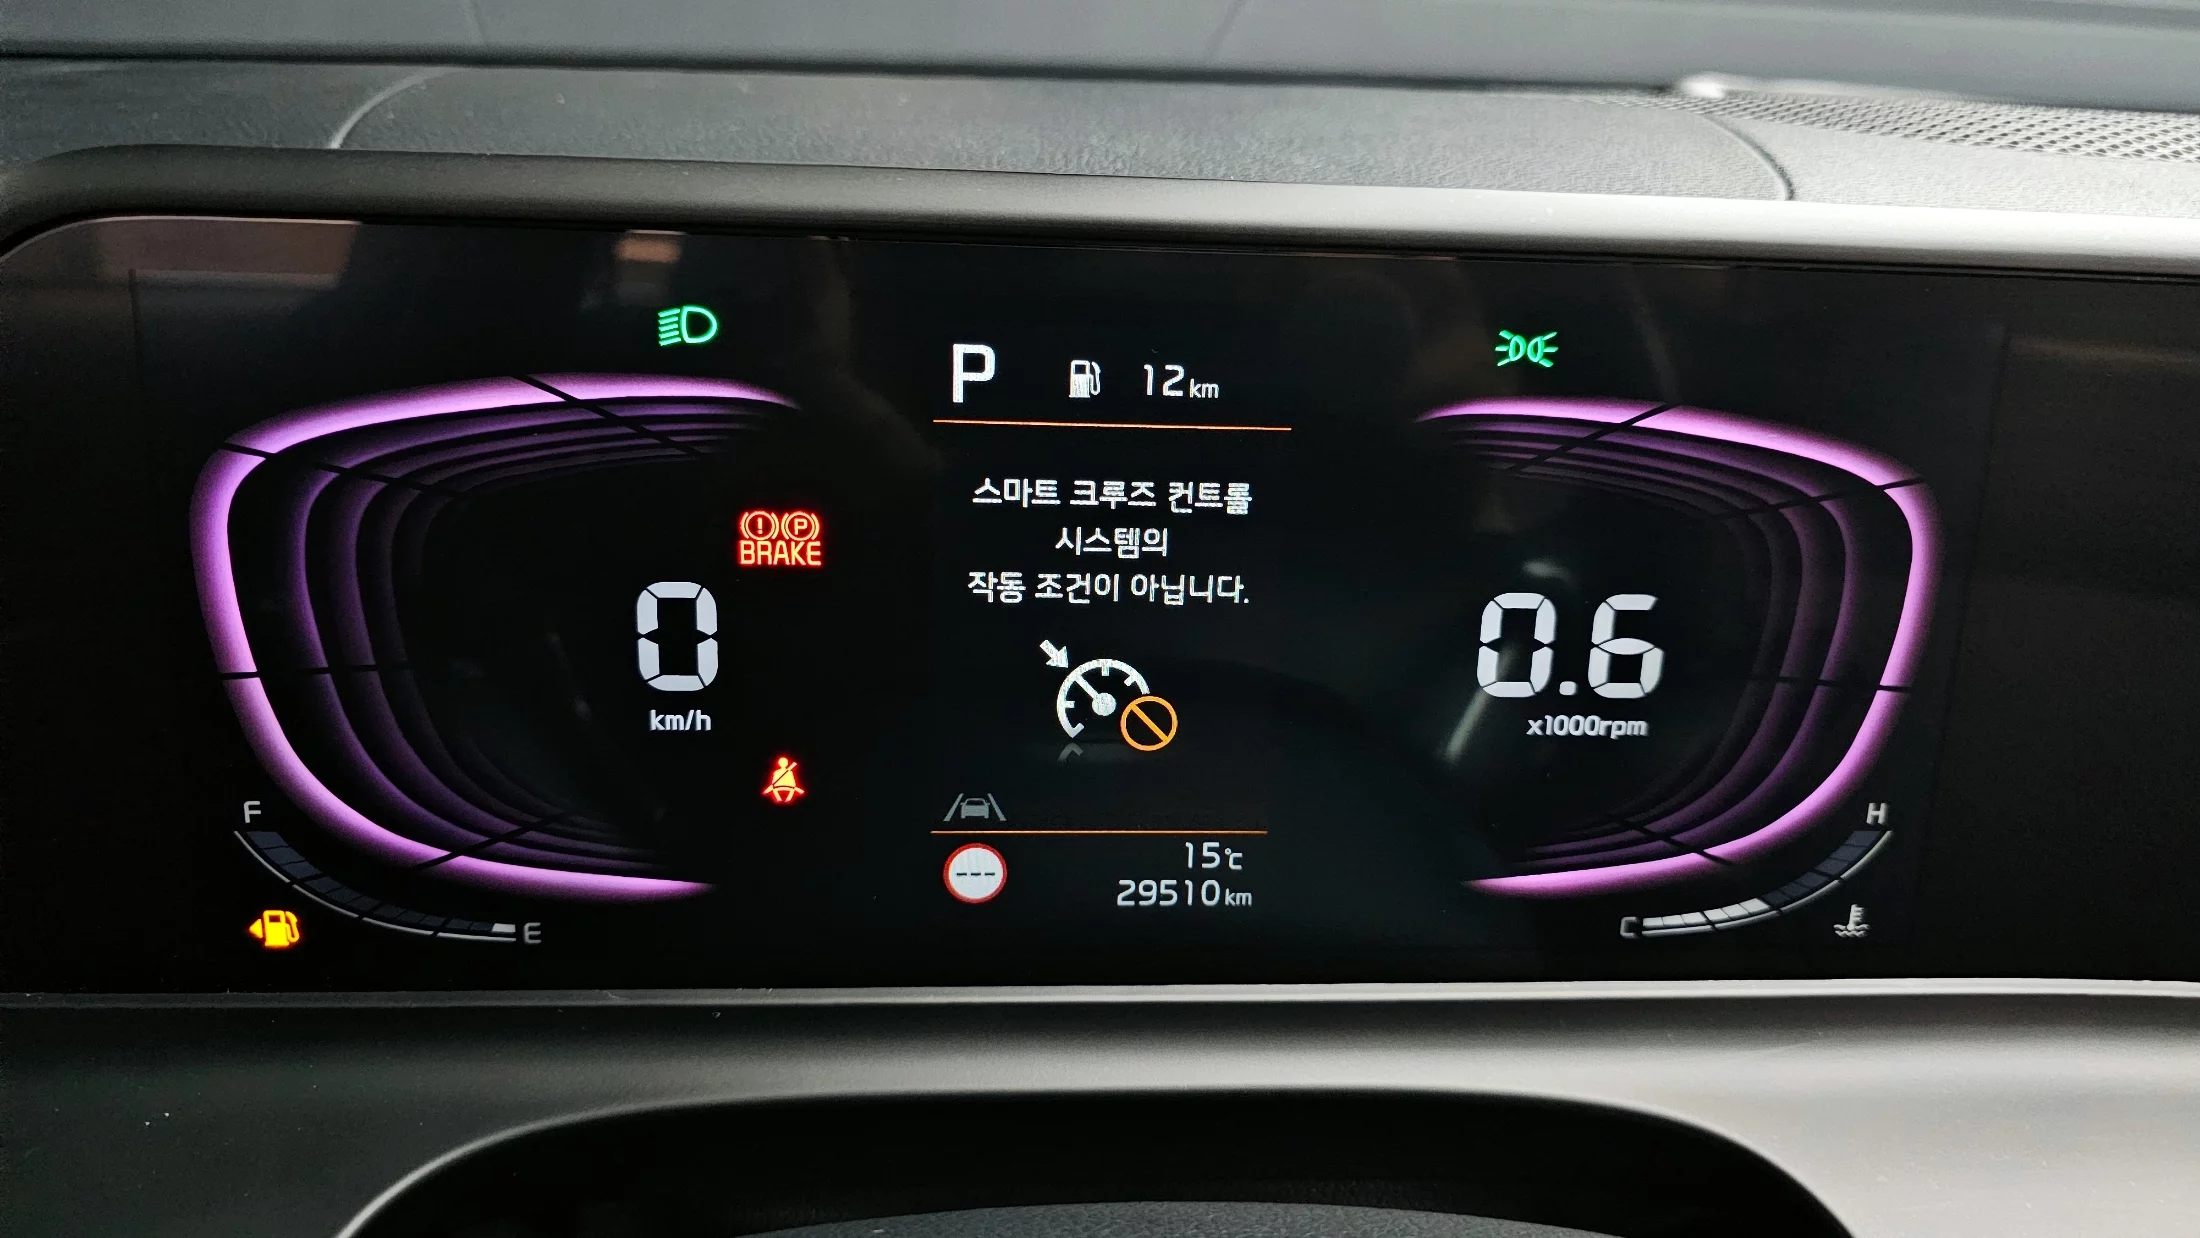 P
12km
스마트 크루즈 컨트롤
시스템의
작동 조건이 아닙니다.
BRAKE
0
km/h
0.6
x1000rpm
F
E
H
C
---
15℃
29510km